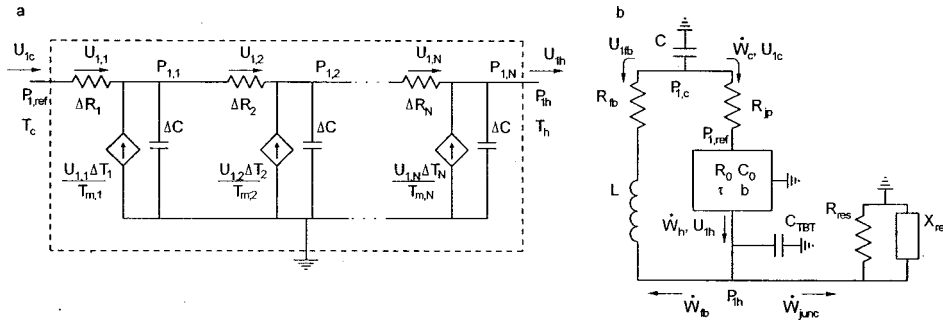 a
U1c U1,1 P1,1 U1,2 P1,2 U1,N P1,N U1h
P1,ref ΔR1 ΔR2 ΔRN P1h
Tc ΔC ΔC ΔC Th
U1,1ΔT1 U1,2ΔT2 U1,NΔTN
Tm,1 Tm,2 Tm,N
b
C
U1fb Ẇc, U1c
P1,c
Rfb Rjp
P1,ref
R0 C0
τ b
L
Ẇh, U1h CTBT Rres Xre
P1h
Ẇfb Ẇjunc